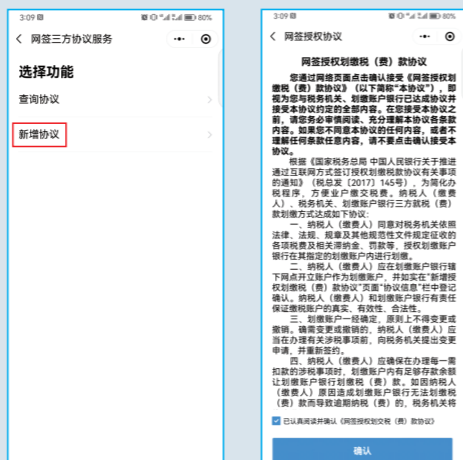 3:09
80%
网签三方协议服务
选择功能
查询协议
新增协议
3:09
80%
网签授权协议
网签授权划缴税（费）款协议
您通过网络页面点击确认接受《网签授权划
缴税（费）款协议》（以下简称“本协议”），即
视为您与税务机关、划缴账户银行已达成协议并
接受本协议约定的全部内容。在您接受本协议之
前，请您务必审慎阅读、充分理解本协议各条款
内容。如果您不同意本协议的任何内容，或者不
理解任何条款任意内容，请不要点击确认接受本
协议。
根据《国家税务总局 中国人民银行关于推进
通过互联网方式签订授权划缴税款协议有关事项
的通知》（税总发〔2017〕145号），为简化办
税程序，方便业户缴交税费。纳税人（缴费
人）、税务机关、划缴账户银行三方就税（费）
款划缴方式达成如下协议：
一、纳税人（缴费人）同意对税务机关依照
法律、法规、规章及其他规范性文件规定征收的
各项税费及相关滞纳金、罚款等，授权划缴账户
银行在其指定的划缴账户内进行划缴。
二、纳税人（缴费人）应在划缴账户银行辖
下网点开立账户作为划缴账户，并如实在“新增授
权划缴税（费）款协议”页面“协议信息”栏中登记
确认。纳税人（缴费人）和划缴账户银行有责任
保证缴税账户的真实、有效性、合法性。
三、划缴账户一经确定，原则上不得变更或
撤销。确需变更或撤销的，纳税人（缴费人）应
当在办理有关涉税事项前，向税务机关提出变更
申请，并重新签约。
四、纳税人（缴费人）应确保在办理每一需
扣款的涉税事项时，划缴账户内有足够存款余额
让划缴账户银行划缴税（费）款。如因纳税人
（缴费人）原因造成划缴账户银行无法划缴税
（费）款而导致逾期纳税（费）的，税务机关将
已认真阅读并确认《网签授权划交税（费）款协议》
确认